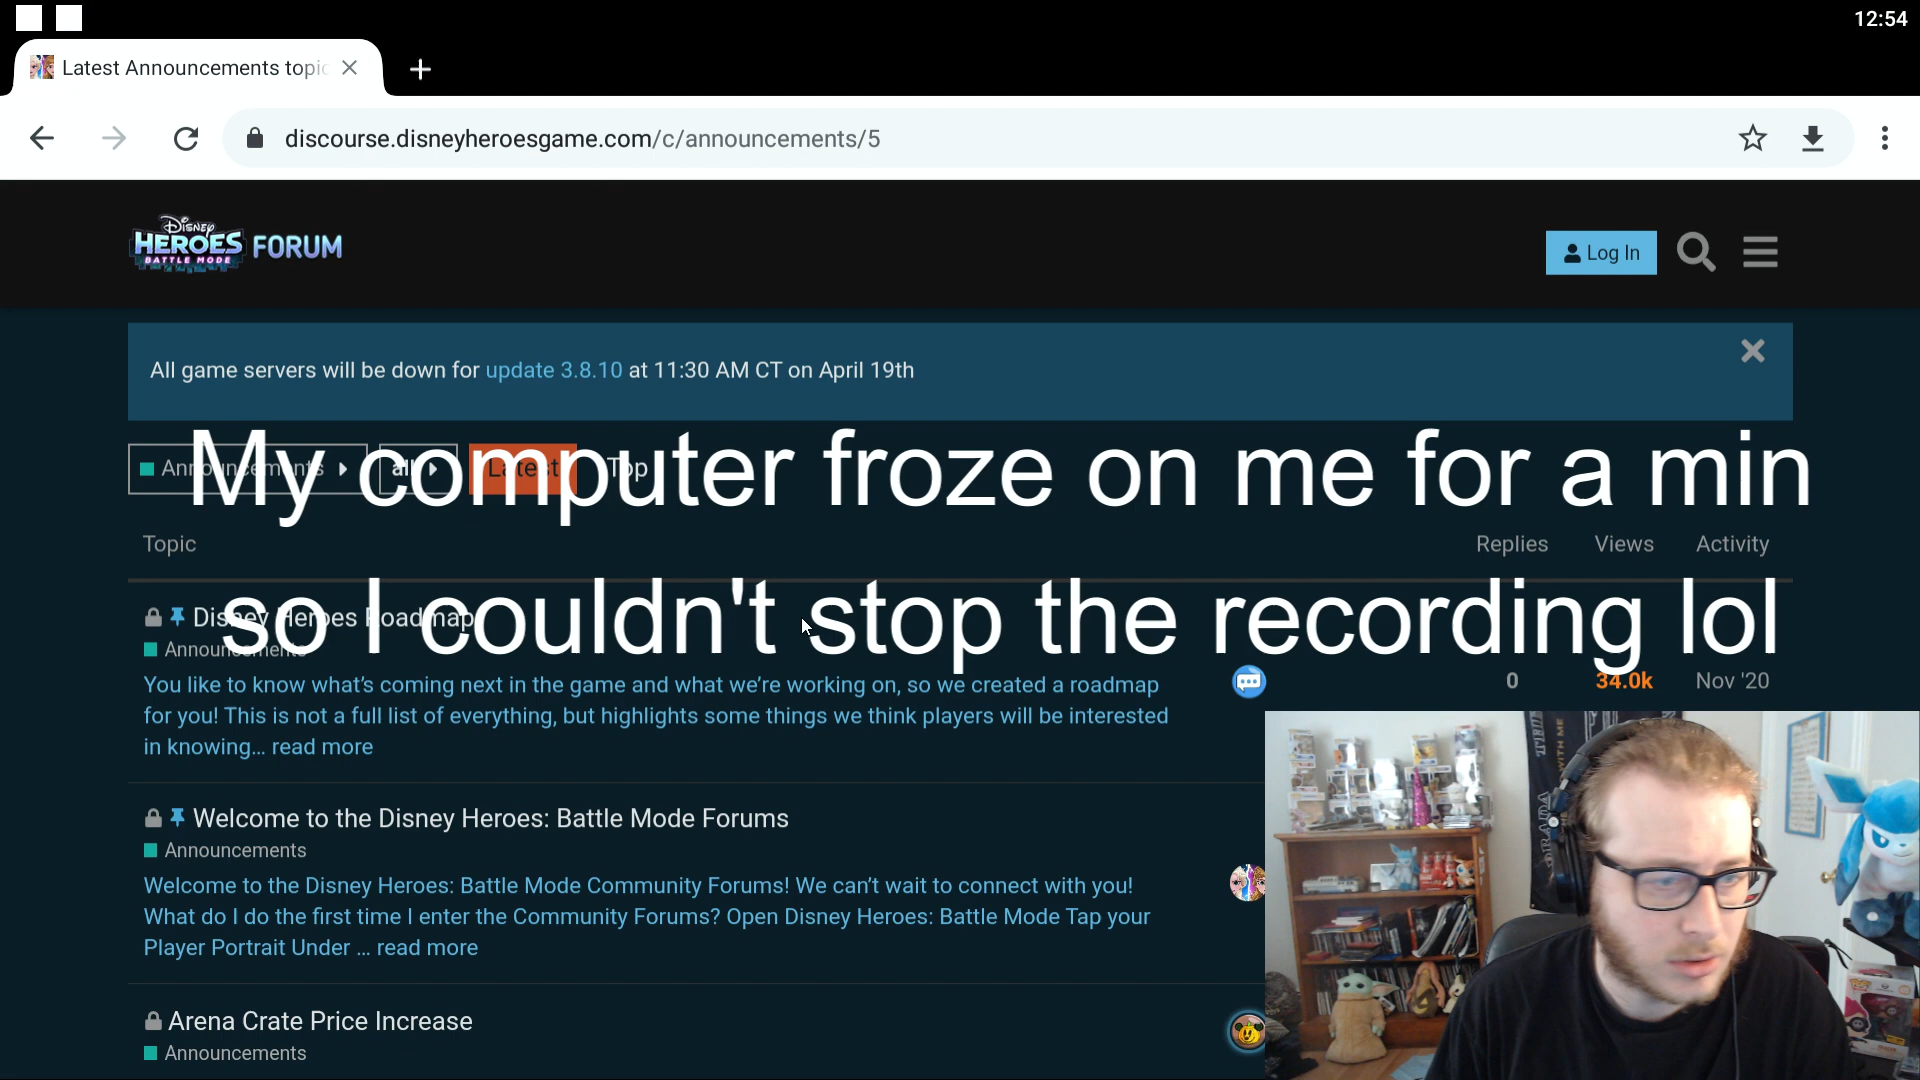 12:54
Latest Announcements topic
discourse.disneyheroesgame.com/c/announcements/5
Disney
HEROES FORUM
BATTLE MODE
Log In
All game servers will be down for update 3.8.10 at 11:30 AM CT on April 19th
Announcements
all
Latest
Top
My computer froze on me for a min
so I couldn't stop the recording lol
Topic
Replies
Views
Activity
Disney Heroes Roadmap
Announcements
You like to know what's coming next in the game and what we're working on, so we created a roadmap
for you! This is not a full list of everything, but highlights some things we think players will be interested
in knowing… read more
0
34.0k
Nov '20
Welcome to the Disney Heroes: Battle Mode Forums
Announcements
Welcome to the Disney Heroes: Battle Mode Community Forums! We can't wait to connect with you!
What do I do the first time I enter the Community Forums? Open Disney Heroes: Battle Mode Tap your
Player Portrait Under … read more
Arena Crate Price Increase
Announcements